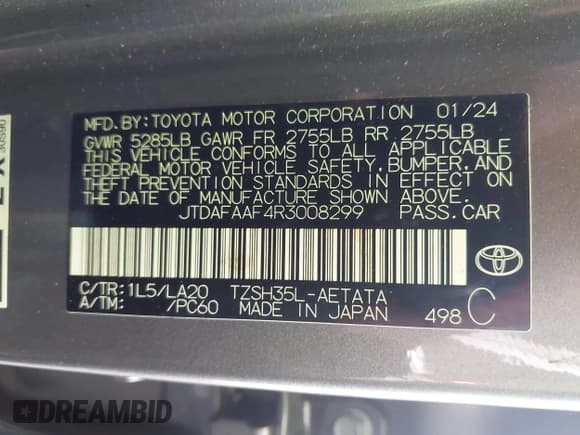 MFD. BY: TOYOTA MOTOR CORPORATION 01/24
GVWR 5285LB GAWR FR 2755LB RR 2755LB
THIS VEHICLE CONFORMS TO ALL APPLICABLE
FEDERAL MOTOR VEHICLE SAFETY, BUMPER, AND
THEFT PREVENTION STANDARDS IN EFFECT ON
THE DATE OF MANUFACTURE SHOWN ABOVE.
JTDAFAAF4R3008299 PASS. CAR
C/TR: 1L5/LA20 TZSH35L-AETATA
A/TM: /PC60 MADE IN JAPAN 498 C
30590
DREAMBID